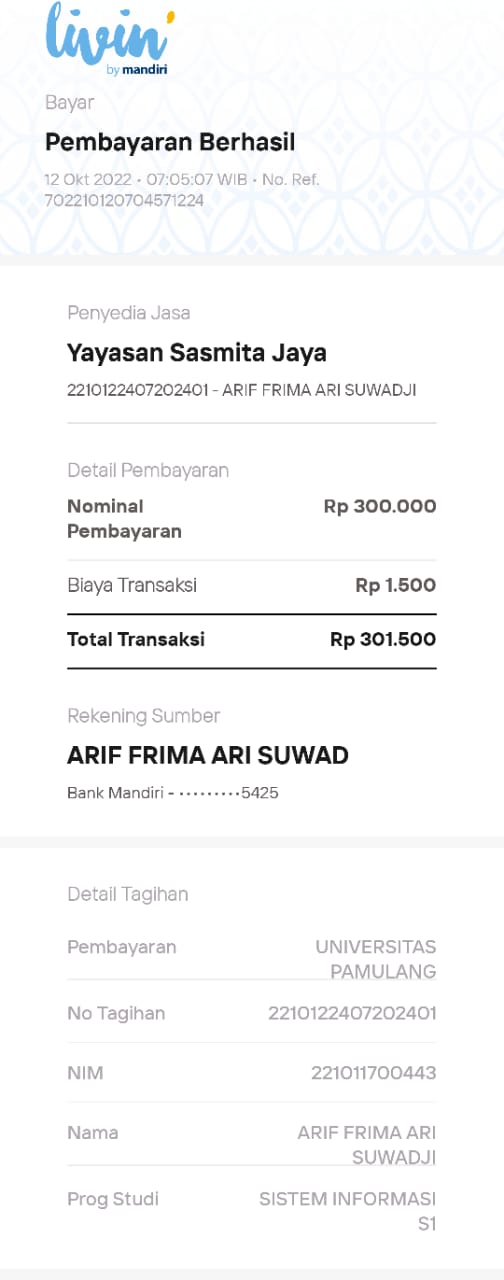 livin'
by mandiri
Bayar
Pembayaran Berhasil
12 Okt 2022 • 07:05:07 WIB • No. Ref.
702210120704571224
Penyedia Jasa
Yayasan Sasmita Jaya
2210122407202401 - ARIF FRIMA ARI SUWADJI
Detail Pembayaran
Nominal Rp 300.000
Pembayaran
Biaya Transaksi Rp 1.500
Total Transaksi Rp 301.500
Rekening Sumber
ARIF FRIMA ARI SUWAD
Bank Mandiri - •••••••••5425
Detail Tagihan
Pembayaran UNIVERSITAS
PAMULANG
No Tagihan 2210122407202401
NIM 221011700443
Nama ARIF FRIMA ARI
SUWADJI
Prog Studi SISTEM INFORMASI
S1